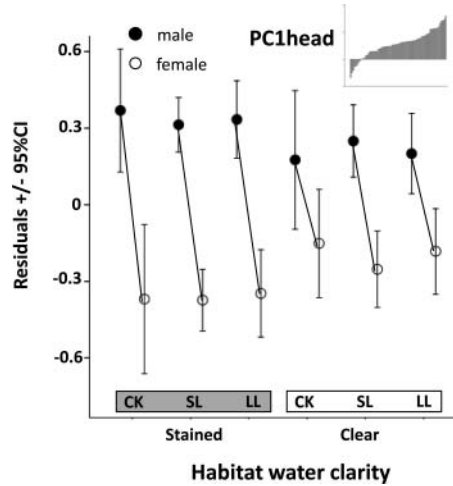 PC1head
male
female
Residuals +/- 95%CI
0.6
0.3
0
-0.3
-0.6
CK SL LL CK SL LL
Stained Clear
Habitat water clarity